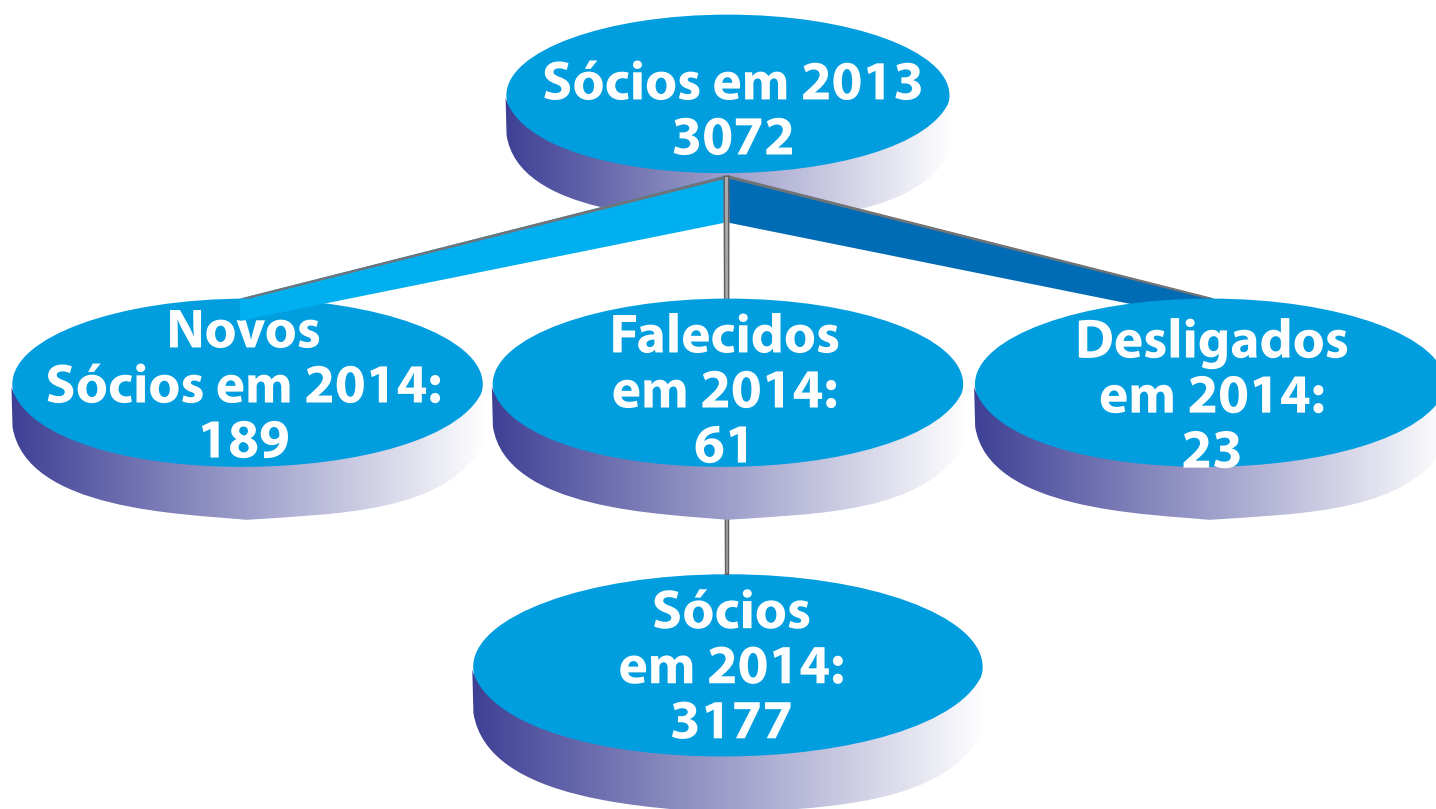 Sócios em 2013
3072
Novos
Sócios em 2014:
189
Falecidos
em 2014:
61
Desligados
em 2014:
23
Sócios
em 2014:
3177